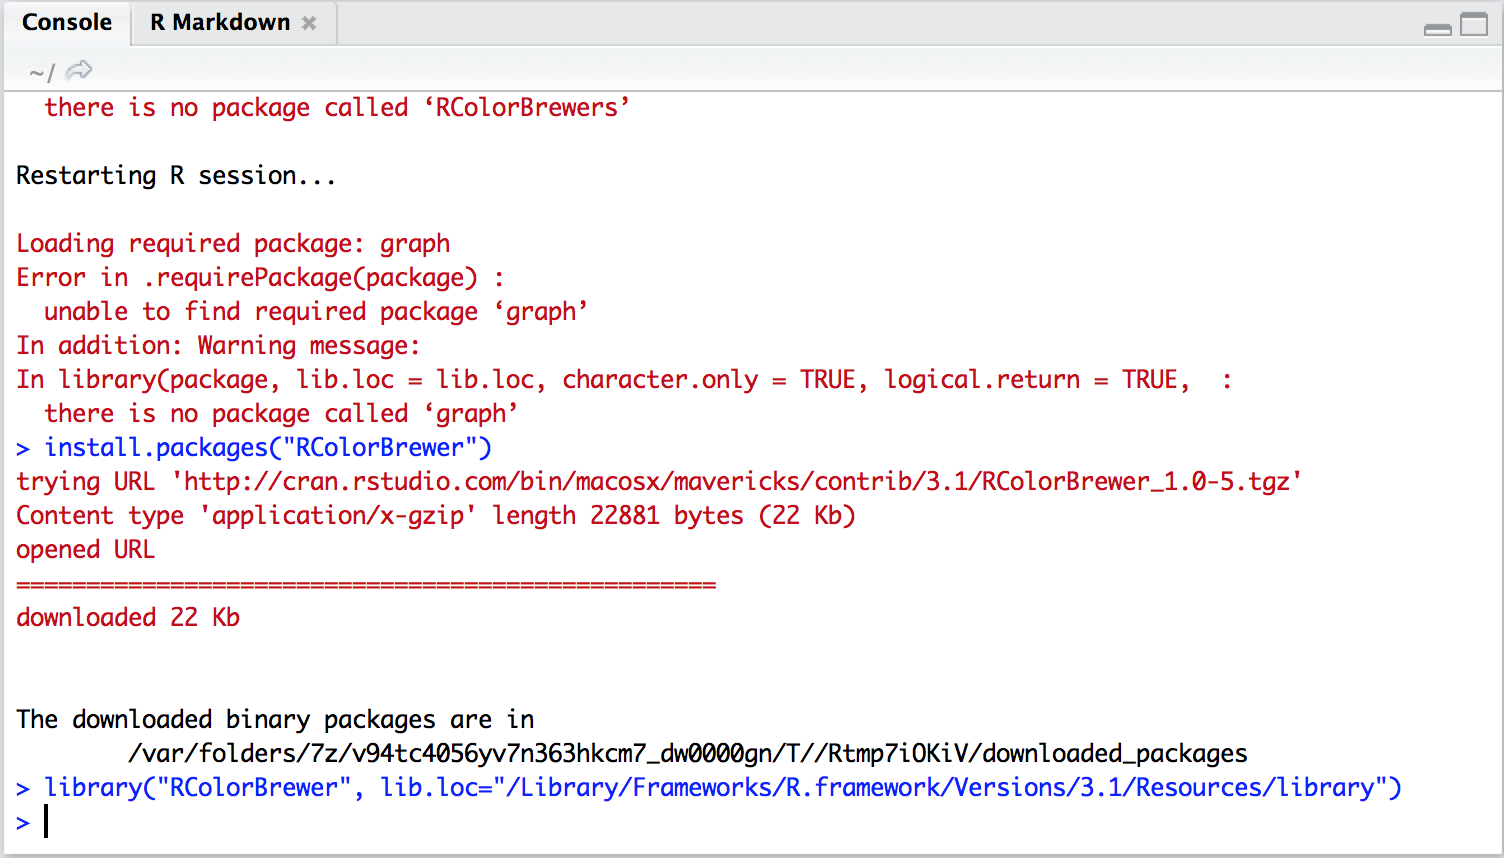 Console R Markdown
~/
  there is no package called ‘RColorBrewers’
Restarting R session...
Loading required package: graph
Error in .requirePackage(package) :
  unable to find required package ‘graph’
In addition: Warning message:
In library(package, lib.loc = lib.loc, character.only = TRUE, logical.return = TRUE,  :
  there is no package called ‘graph’
> install.packages("RColorBrewer")
trying URL 'http://cran.rstudio.com/bin/macosx/mavericks/contrib/3.1/RColorBrewer_1.0-5.tgz'
Content type 'application/x-gzip' length 22881 bytes (22 Kb)
opened URL
==================================================
downloaded 22 Kb
The downloaded binary packages are in
        /var/folders/7z/v94tc4056yv7n363hkcm7_dw0000gn/T//Rtmp7iOKiV/downloaded_packages
> library("RColorBrewer", lib.loc="/Library/Frameworks/R.framework/Versions/3.1/Resources/library")
>